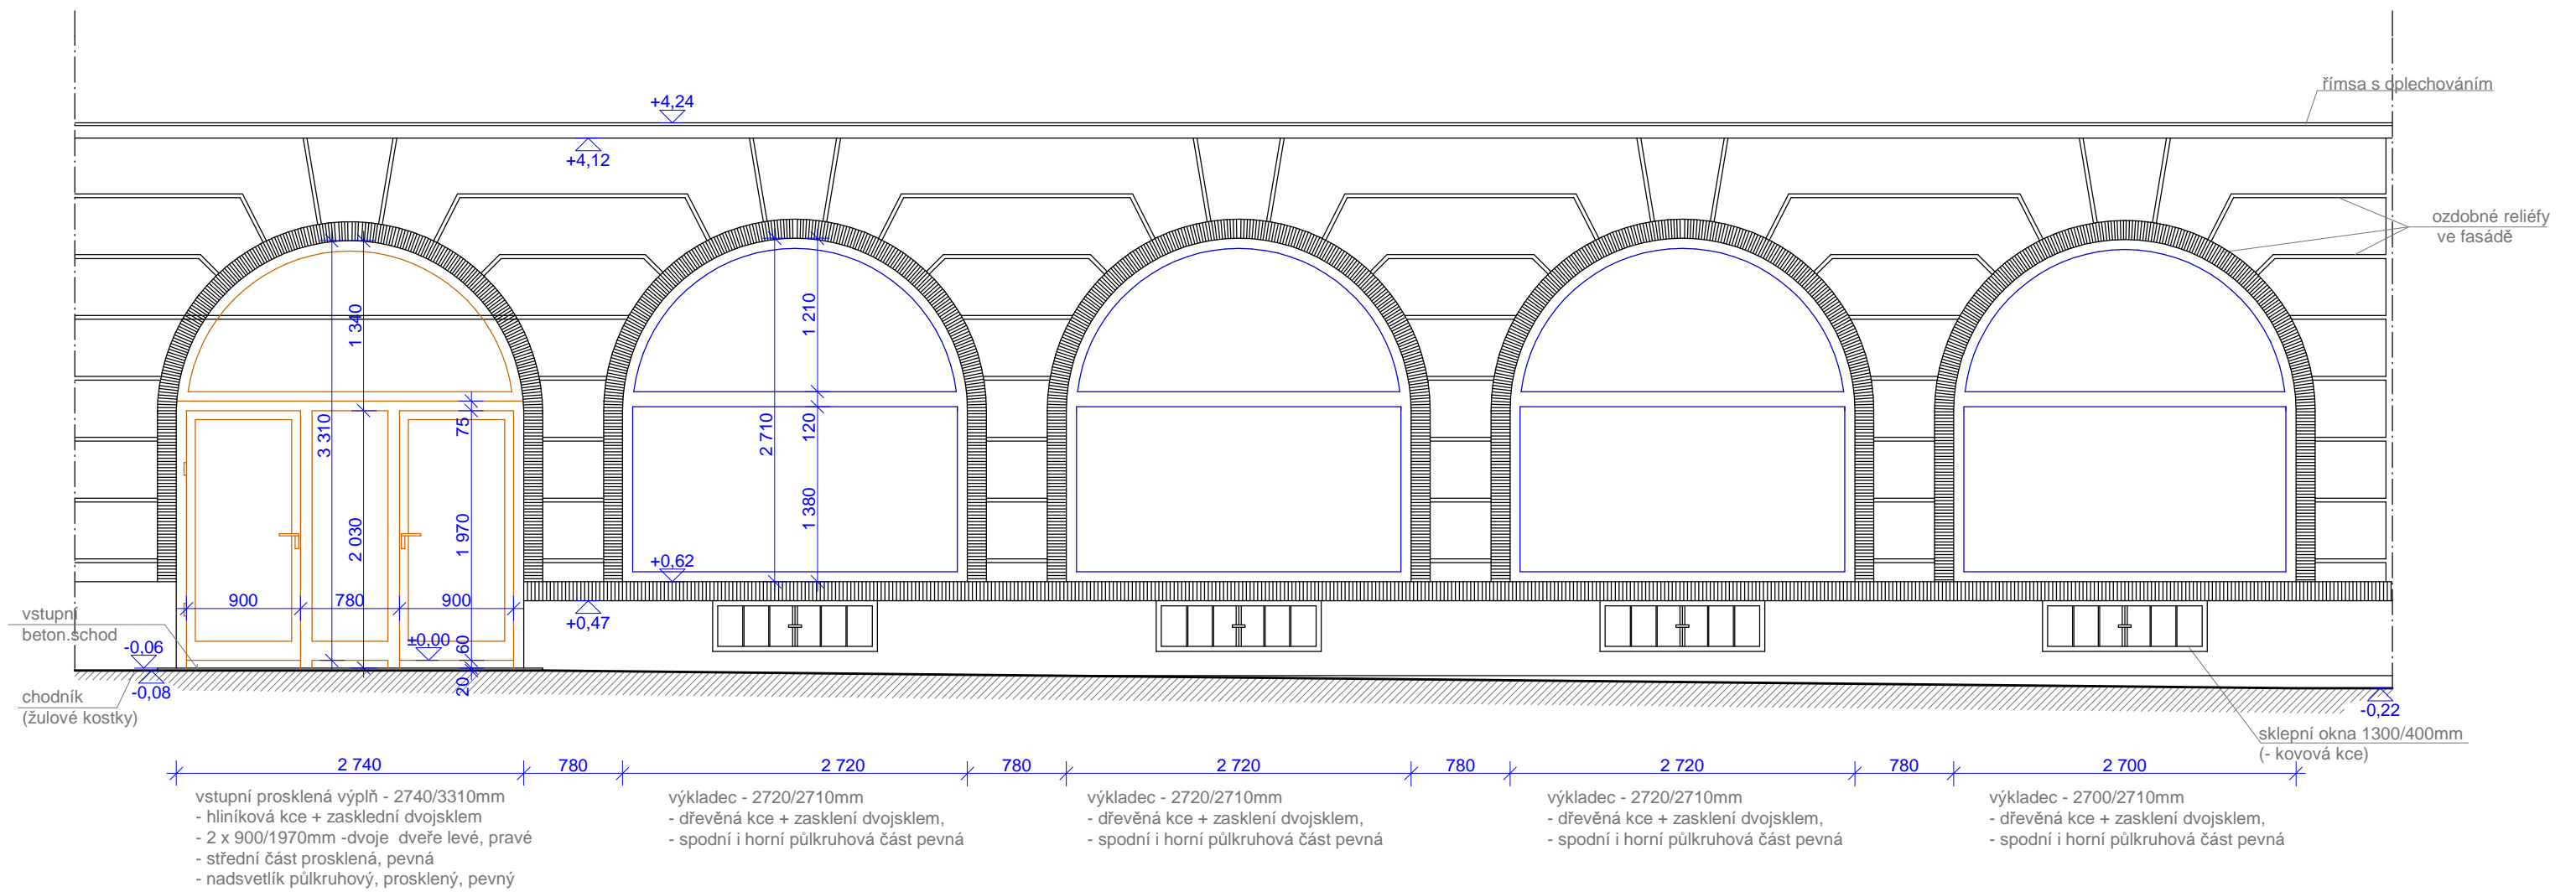 římsa s oplechováním
+4,24
+4,12
ozdobné reliéfy
ve fasádě
1 340
3 310
2 030
75
1 970
1 210
2 710
120
1 380
+0,62
900
780
900
+0,47
vstupní
beton.schod
±0,00
60
20
-0,06
-0,08
chodník
(žulové kostky)
-0,22
sklepní okna 1300/400mm
(- kovová kce)
2 740
780
2 720
780
2 720
780
2 720
780
2 700
vstupní prosklená výplň - 2740/3310mm
- hliníková kce + zasklední dvojsklem
- 2 x 900/1970mm -dvoje dveře levé, pravé
- střední část prosklená, pevná
- nadsvetlík půlkruhový, prosklený, pevný
výkladec - 2720/2710mm
- dřevěná kce + zasklení dvojsklem,
- spodní i horní půlkruhová část pevná
výkladec - 2720/2710mm
- dřevěná kce + zasklení dvojsklem,
- spodní i horní půlkruhová část pevná
výkladec - 2720/2710mm
- dřevěná kce + zasklení dvojsklem,
- spodní i horní půlkruhová část pevná
výkladec - 2700/2710mm
- dřevěná kce + zasklení dvojsklem,
- spodní i horní půlkruhová část pevná